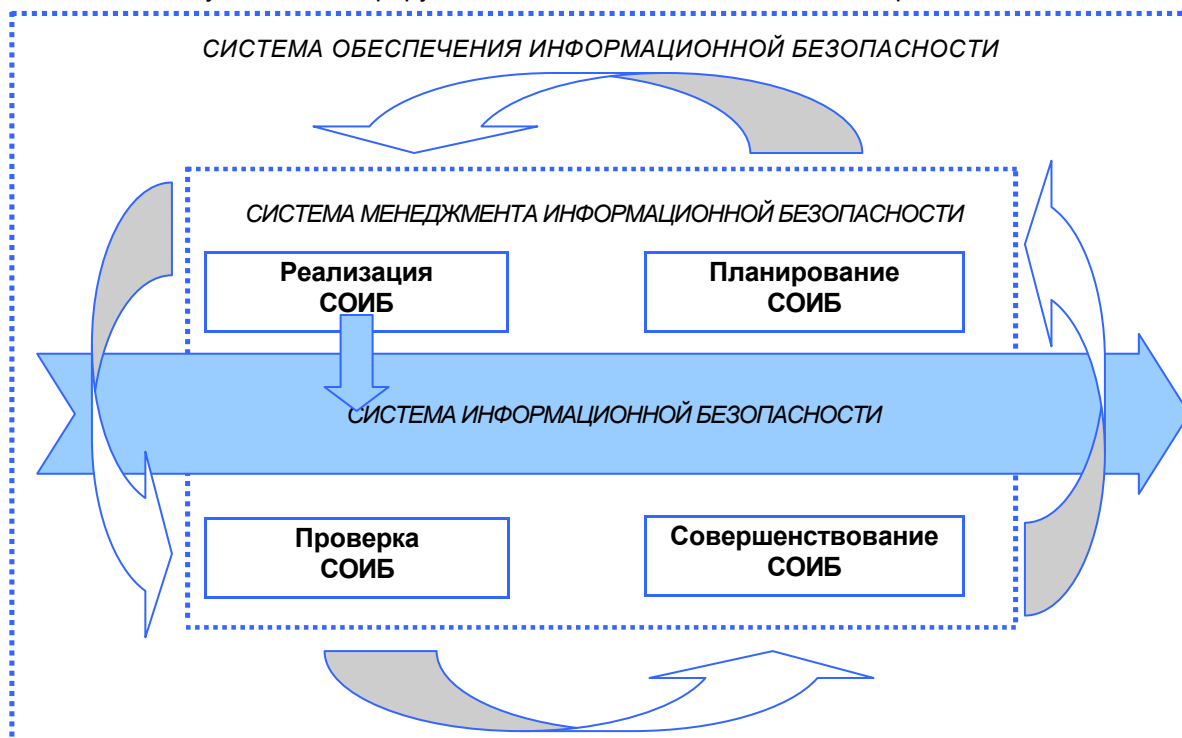 СИСТЕМА ОБЕСПЕЧЕНИЯ ИНФОРМАЦИОННОЙ БЕЗОПАСНОСТИ
СИСТЕМА МЕНЕДЖМЕНТА ИНФОРМАЦИОННОЙ БЕЗОПАСНОСТИ
Реализация
СОИБ
Планирование
СОИБ
СИСТЕМА ИНФОРМАЦИОННОЙ БЕЗОПАСНОСТИ
Проверка
СОИБ
Совершенствование
СОИБ